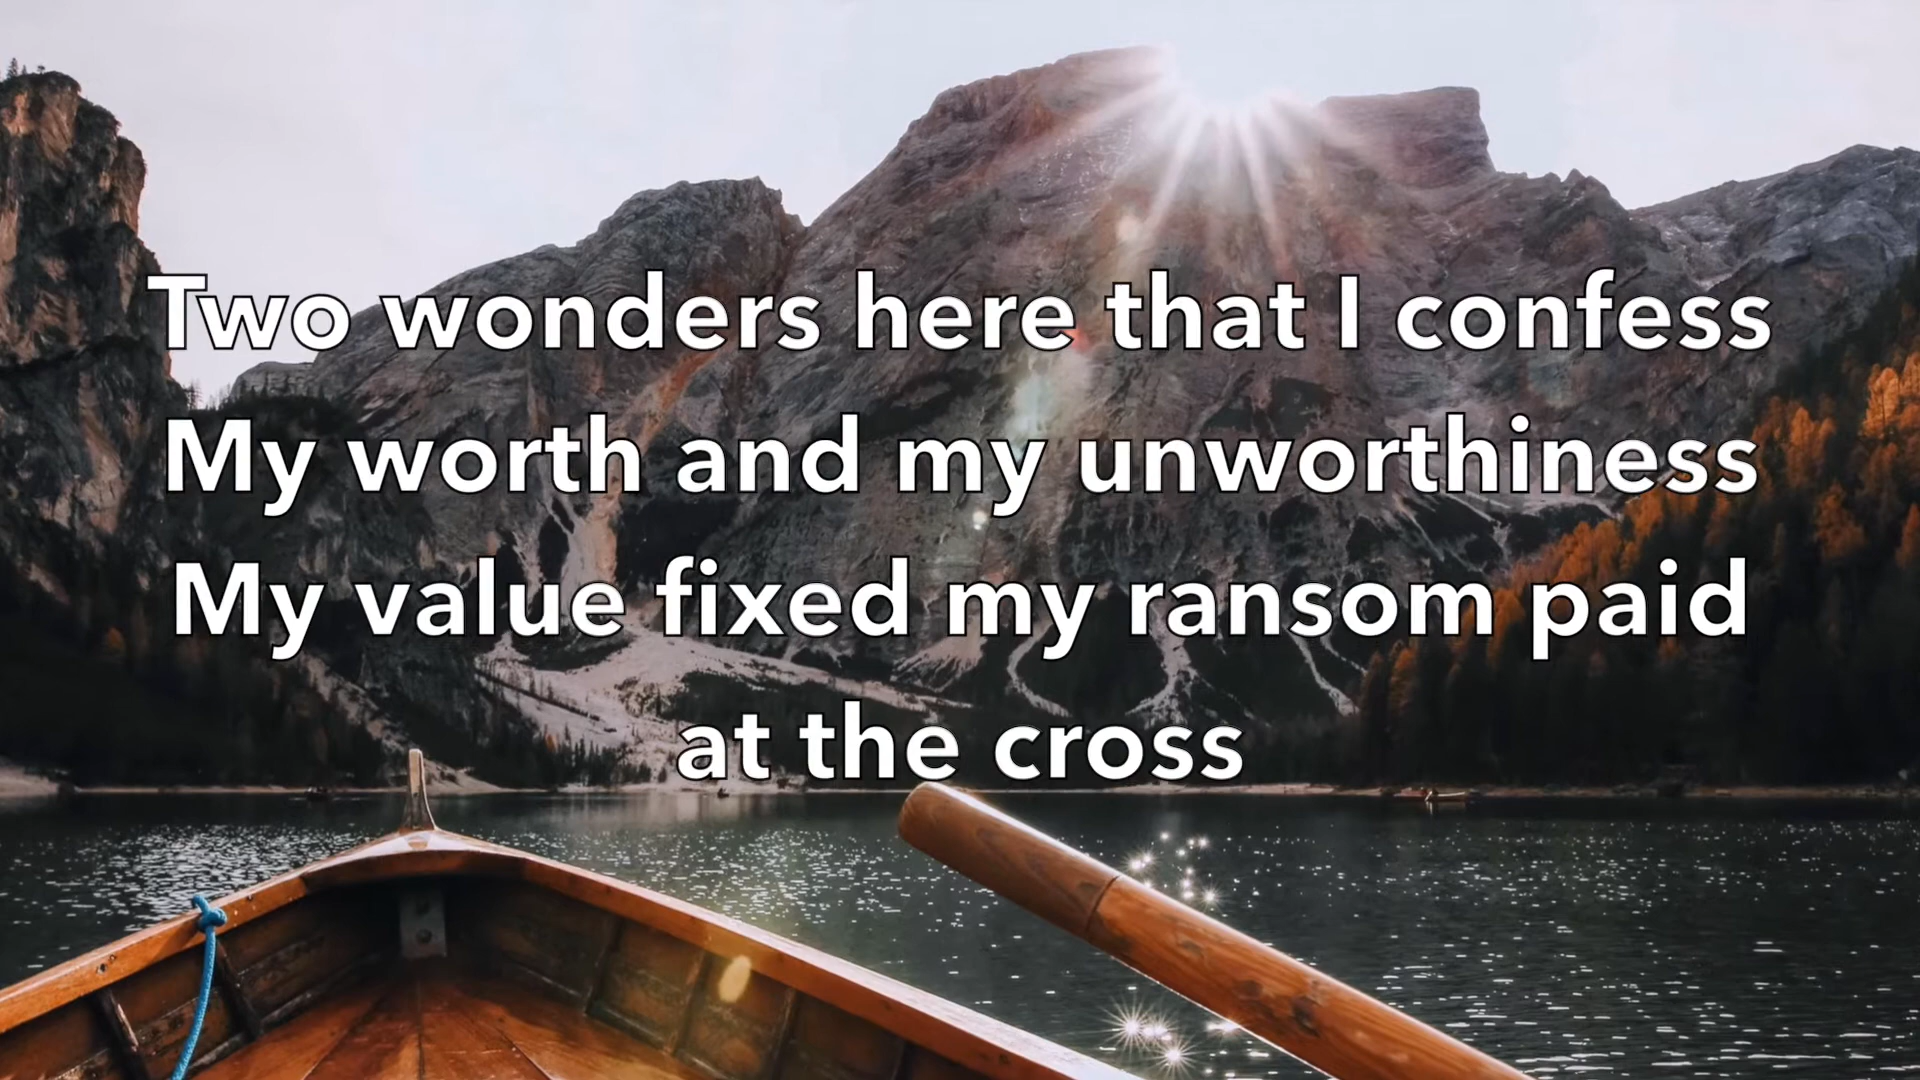 Two wonders here that I confess
My worth and my unworthiness
My value fixed my ransom paid
at the cross